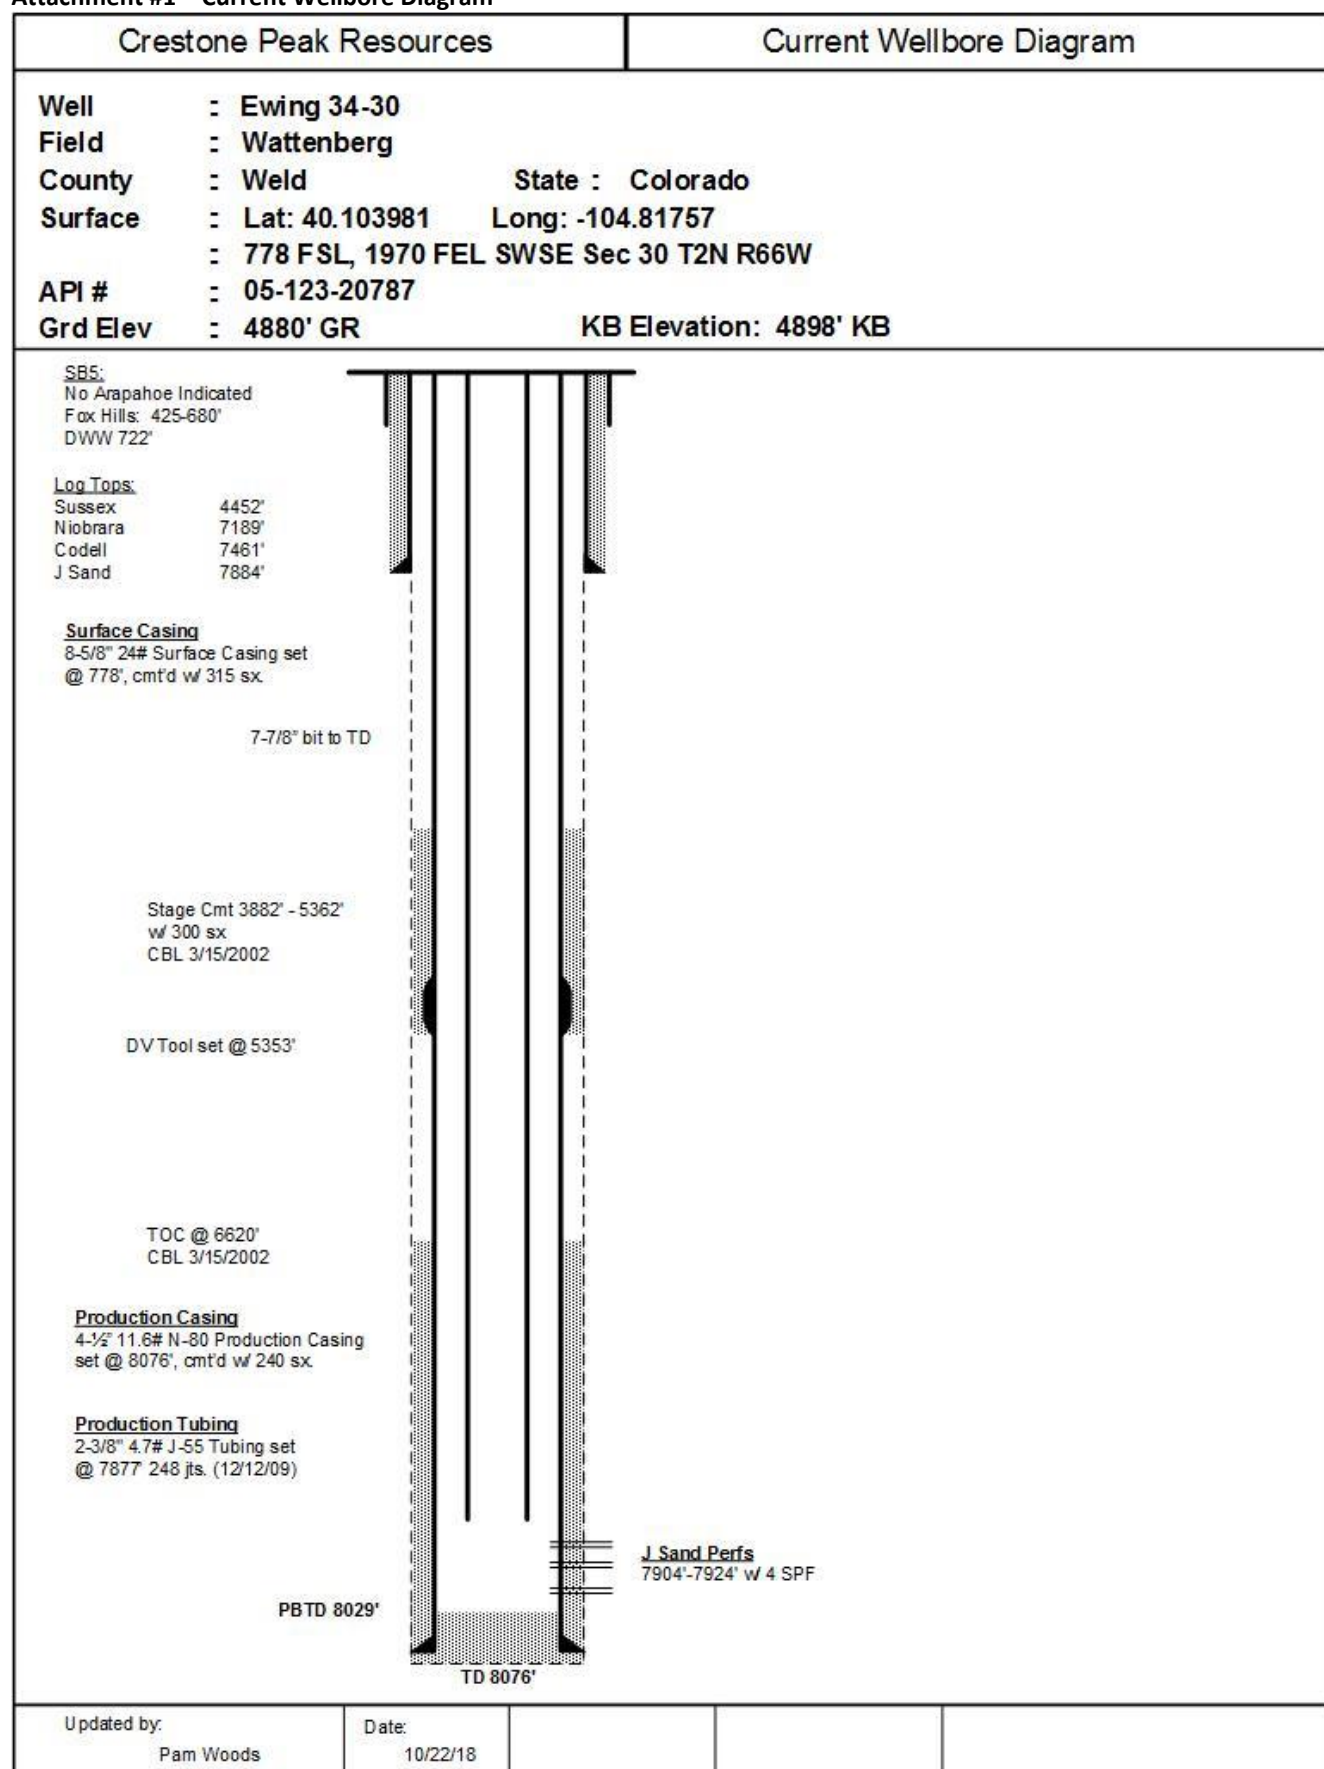 Attachment #1 – Current Wellbore Diagram
Crestone Peak Resources
Current Wellbore Diagram
Well : Ewing 34-30
Field : Wattenberg
County : Weld State : Colorado
Surface : Lat: 40.103981 Long: -104.81757
: 778 FSL, 1970 FEL SWSE Sec 30 T2N R66W
API # : 05-123-20787
Grd Elev : 4880' GR KB Elevation: 4898' KB
SB5:
No Arapahoe Indicated
Fox Hills: 425-680'
DWW 722'
Log Tops:
Sussex 4452'
Niobrara 7189'
Codell 7461'
J Sand 7884'
Surface Casing
8-5/8" 24# Surface Casing set
@ 778', cmt'd w/ 315 sx.
7-7/8" bit to TD
Stage Cmt 3882' - 5362'
w/ 300 sx
CBL 3/15/2002
DV Tool set @ 5353'
TOC @ 6620'
CBL 3/15/2002
Production Casing
4-½" 11.6# N-80 Production Casing
set @ 8076', cmt'd w/ 240 sx.
Production Tubing
2-3/8" 4.7# J-55 Tubing set
@ 7877' 248 jts. (12/12/09)
J Sand Perfs
7904'-7924' w/ 4 SPF
PBTD 8029'
TD 8076'
Updated by:
Pam Woods
Date:
10/22/18